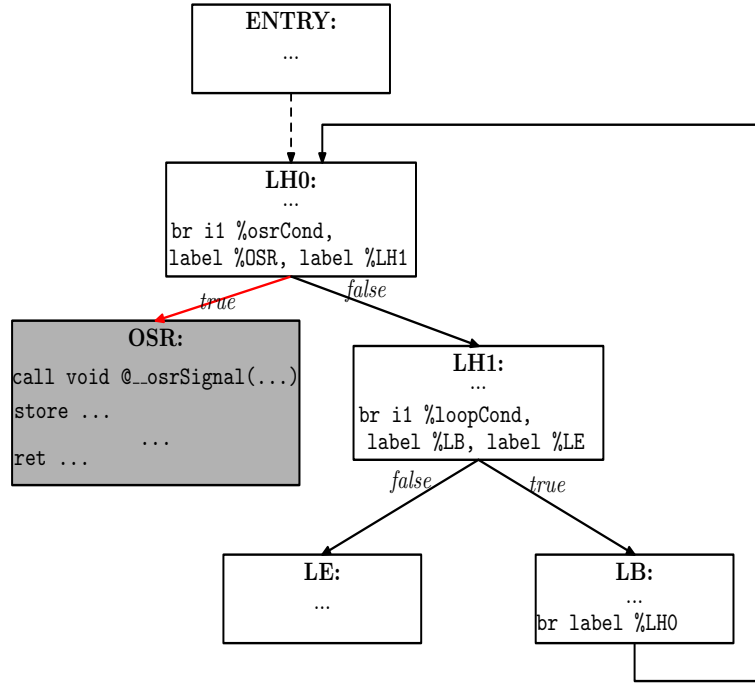 ENTRY:
...
LH0:
...
br i1 %osrCond,
label %OSR, label %LH1
true
false
OSR:
call void @__osrSignal(...)
store ...
...
ret ...
LH1:
...
br i1 %loopCond,
label %LB, label %LE
false
true
LE:
...
LB:
...
br label %LH0